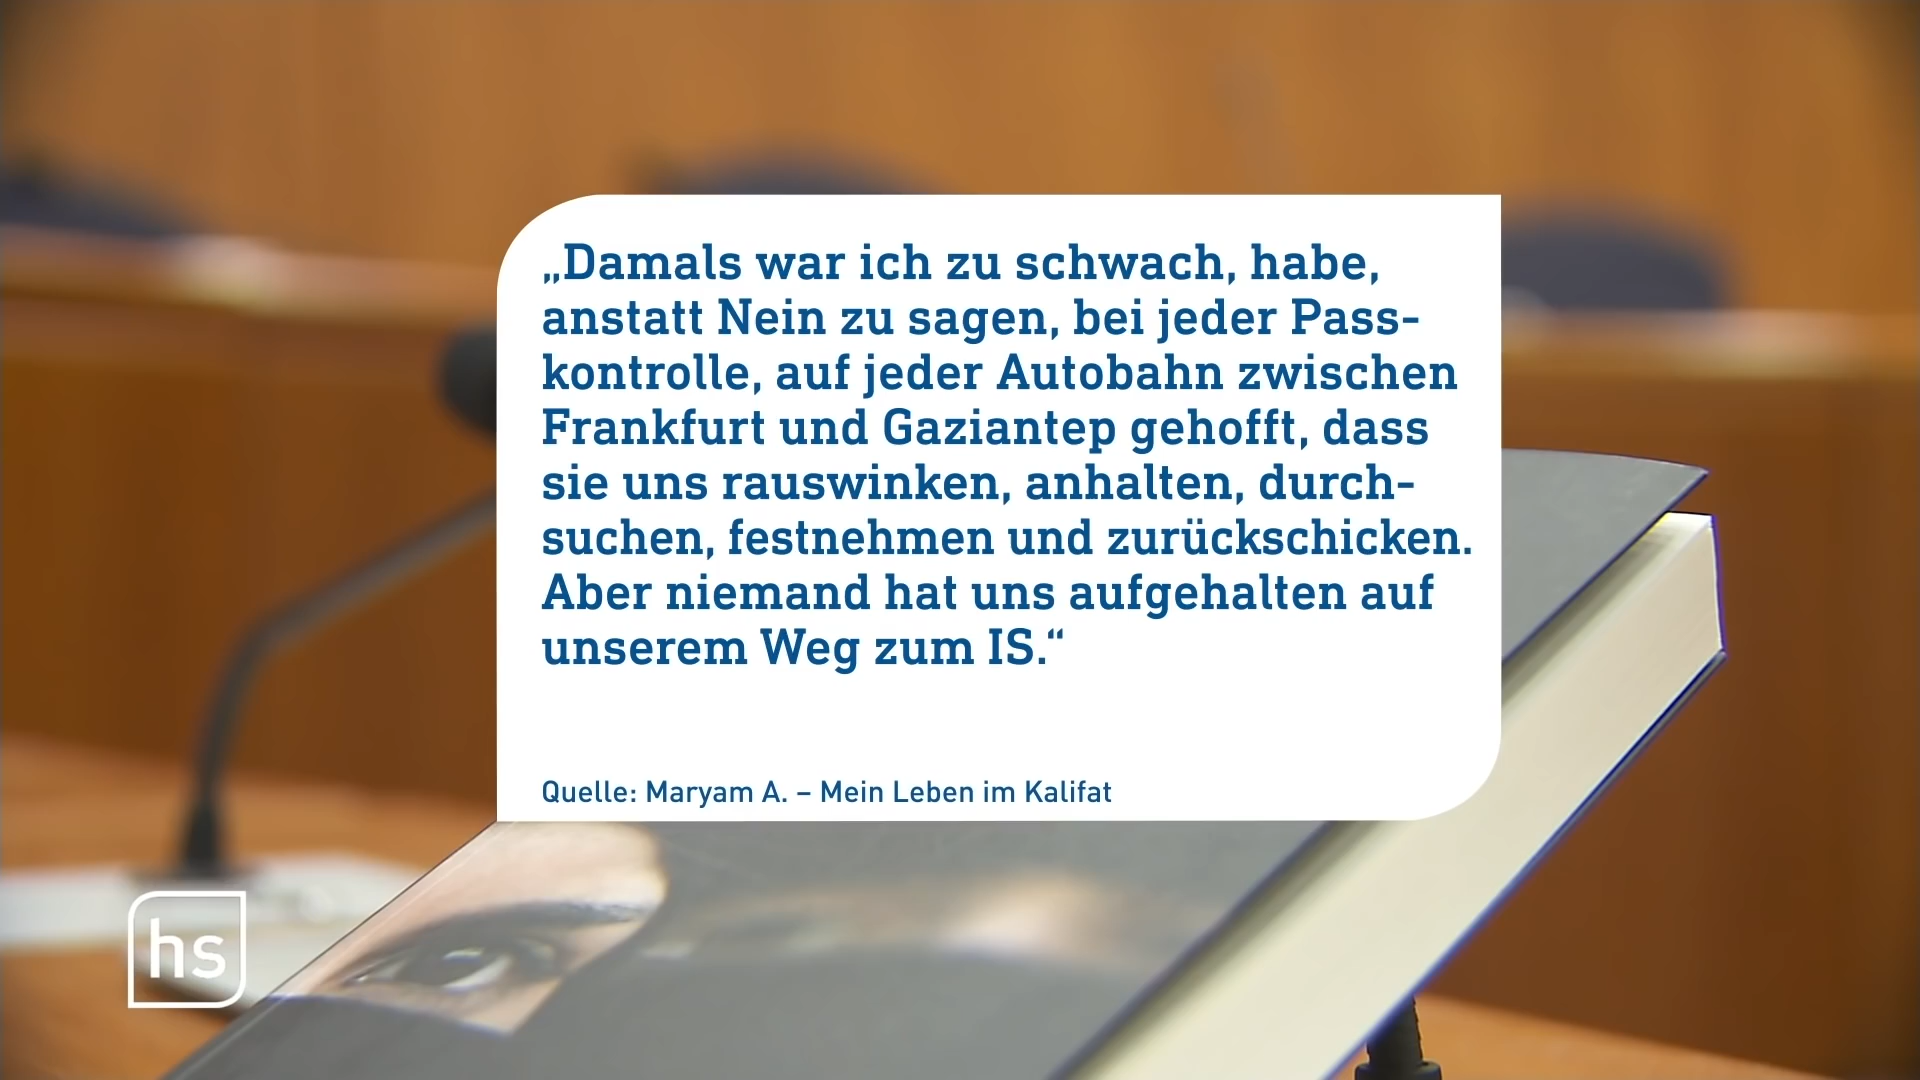 „Damals war ich zu schwach, habe,
anstatt Nein zu sagen, bei jeder Pass-
kontrolle, auf jeder Autobahn zwischen
Frankfurt und Gaziantep gehofft, dass
sie uns rauswinken, anhalten, durch-
suchen, festnehmen und zurückschicken.
Aber niemand hat uns aufgehalten auf
unserem Weg zum IS.“
Quelle: Maryam A. – Mein Leben im Kalifat
hs